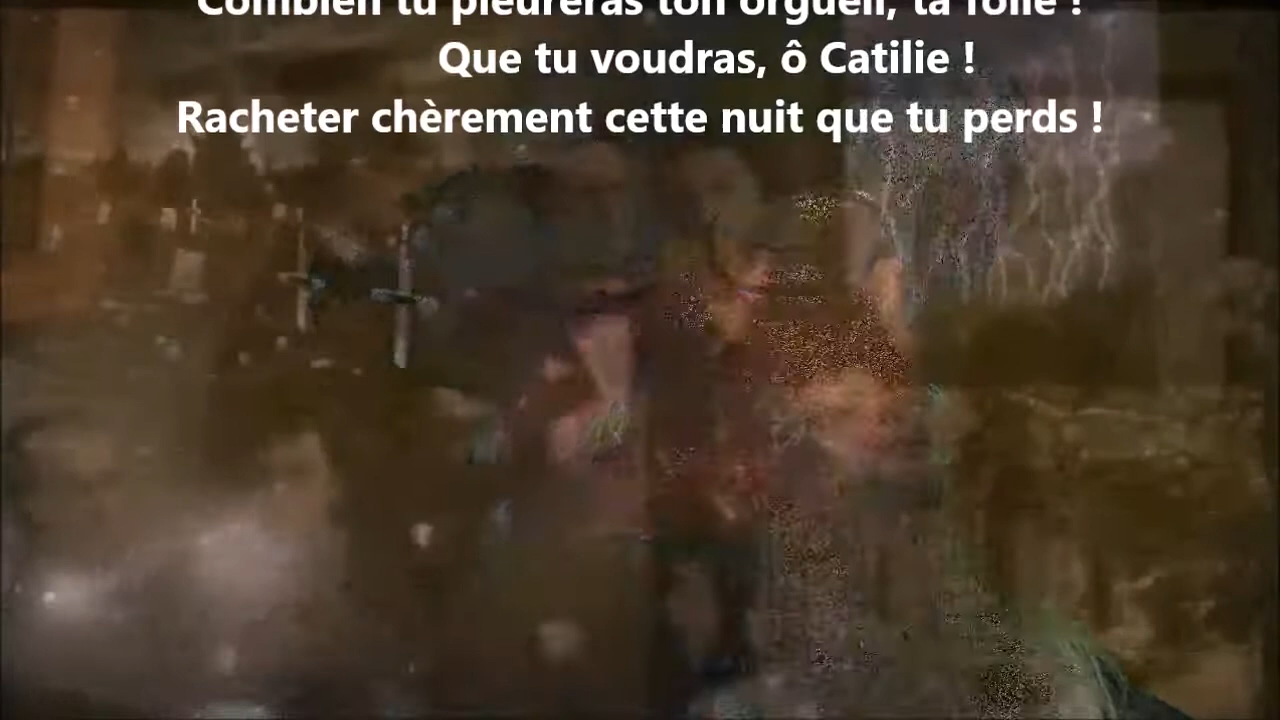 Combien tu pleureras ton orgueil, ta folie !
Que tu voudras, ô Catilie !
Racheter chèrement cette nuit que tu perds !